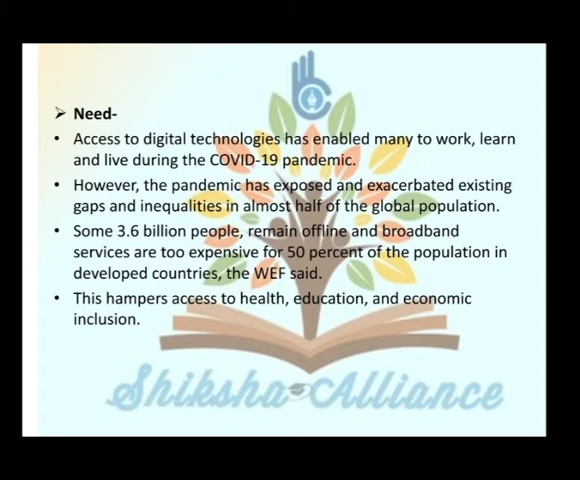 ➢ Need-
• Access to digital technologies has enabled many to work, learn
and live during the COVID-19 pandemic.
• However, the pandemic has exposed and exacerbated existing
gaps and inequalities in almost half of the global population.
• Some 3.6 billion people, remain offline and broadband
services are too expensive for 50 percent of the population in
developed countries, the WEF said.
• This hampers access to health, education, and economic
inclusion.
Shiksha Alliance